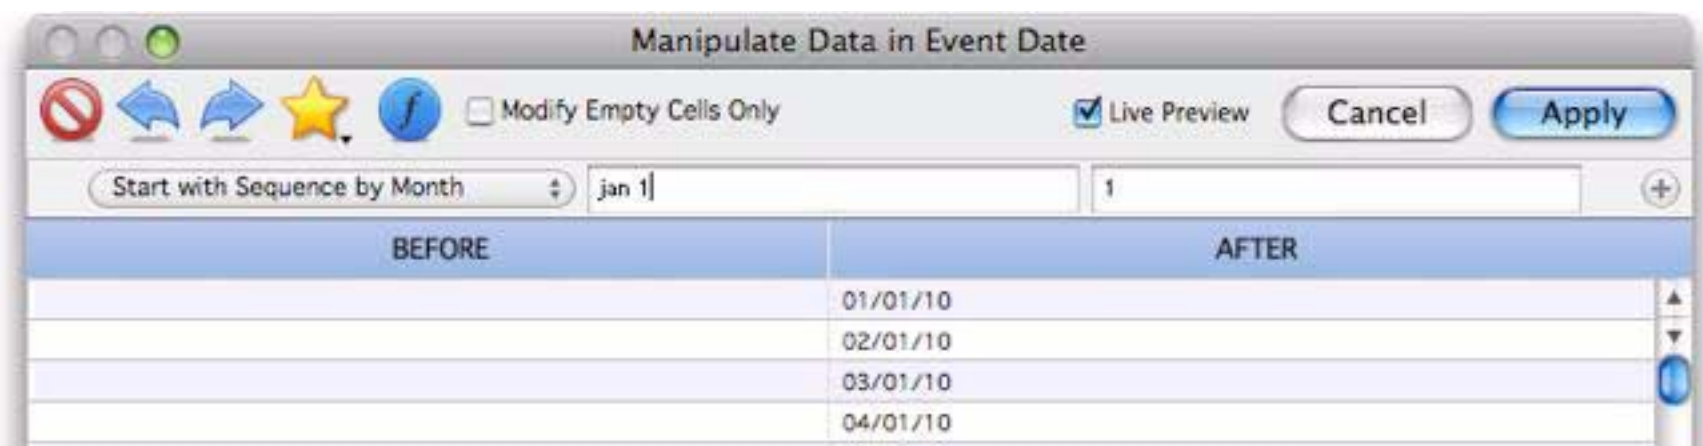 Manipulate Data in Event Date
f Modify Empty Cells Only Live Preview Cancel Apply
Start with Sequence by Month jan 1 1
BEFORE AFTER
01/01/10
02/01/10
03/01/10
04/01/10